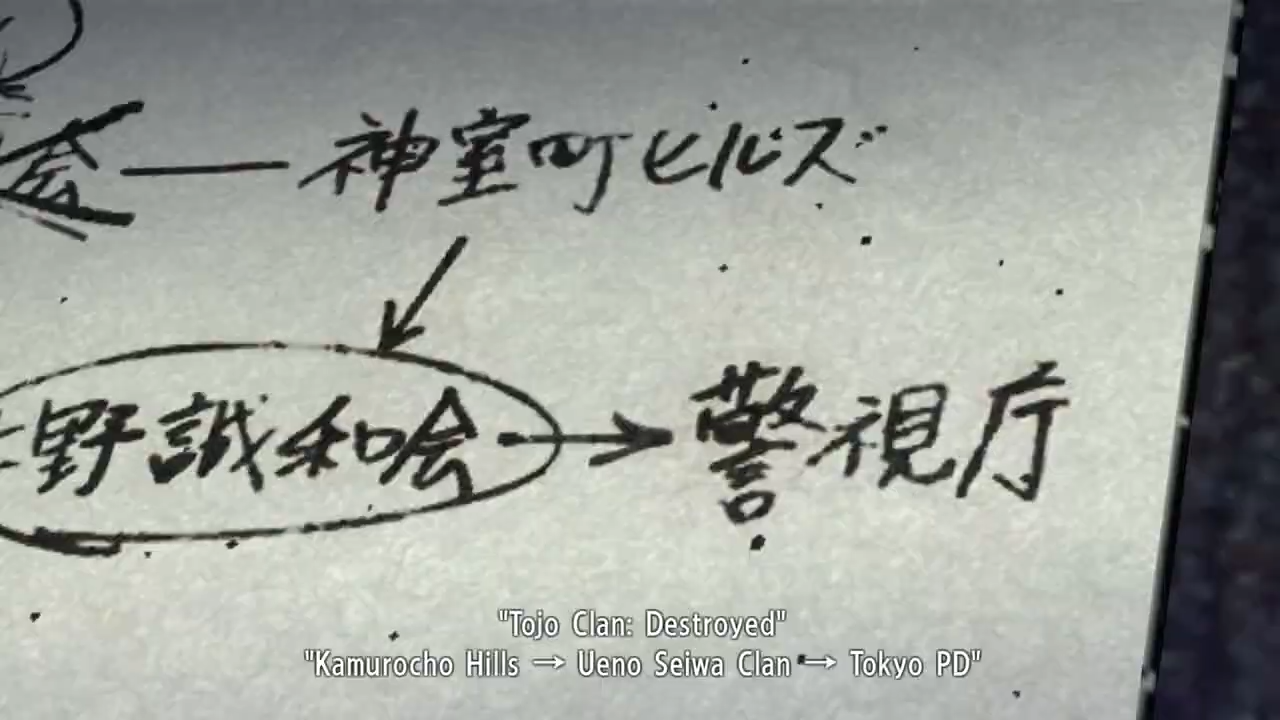 会 — 神室町ヒルズ
野誠和会 → 警視庁
"Tojo Clan: Destroyed"
"Kamurocho Hills → Ueno Seiwa Clan → Tokyo PD"